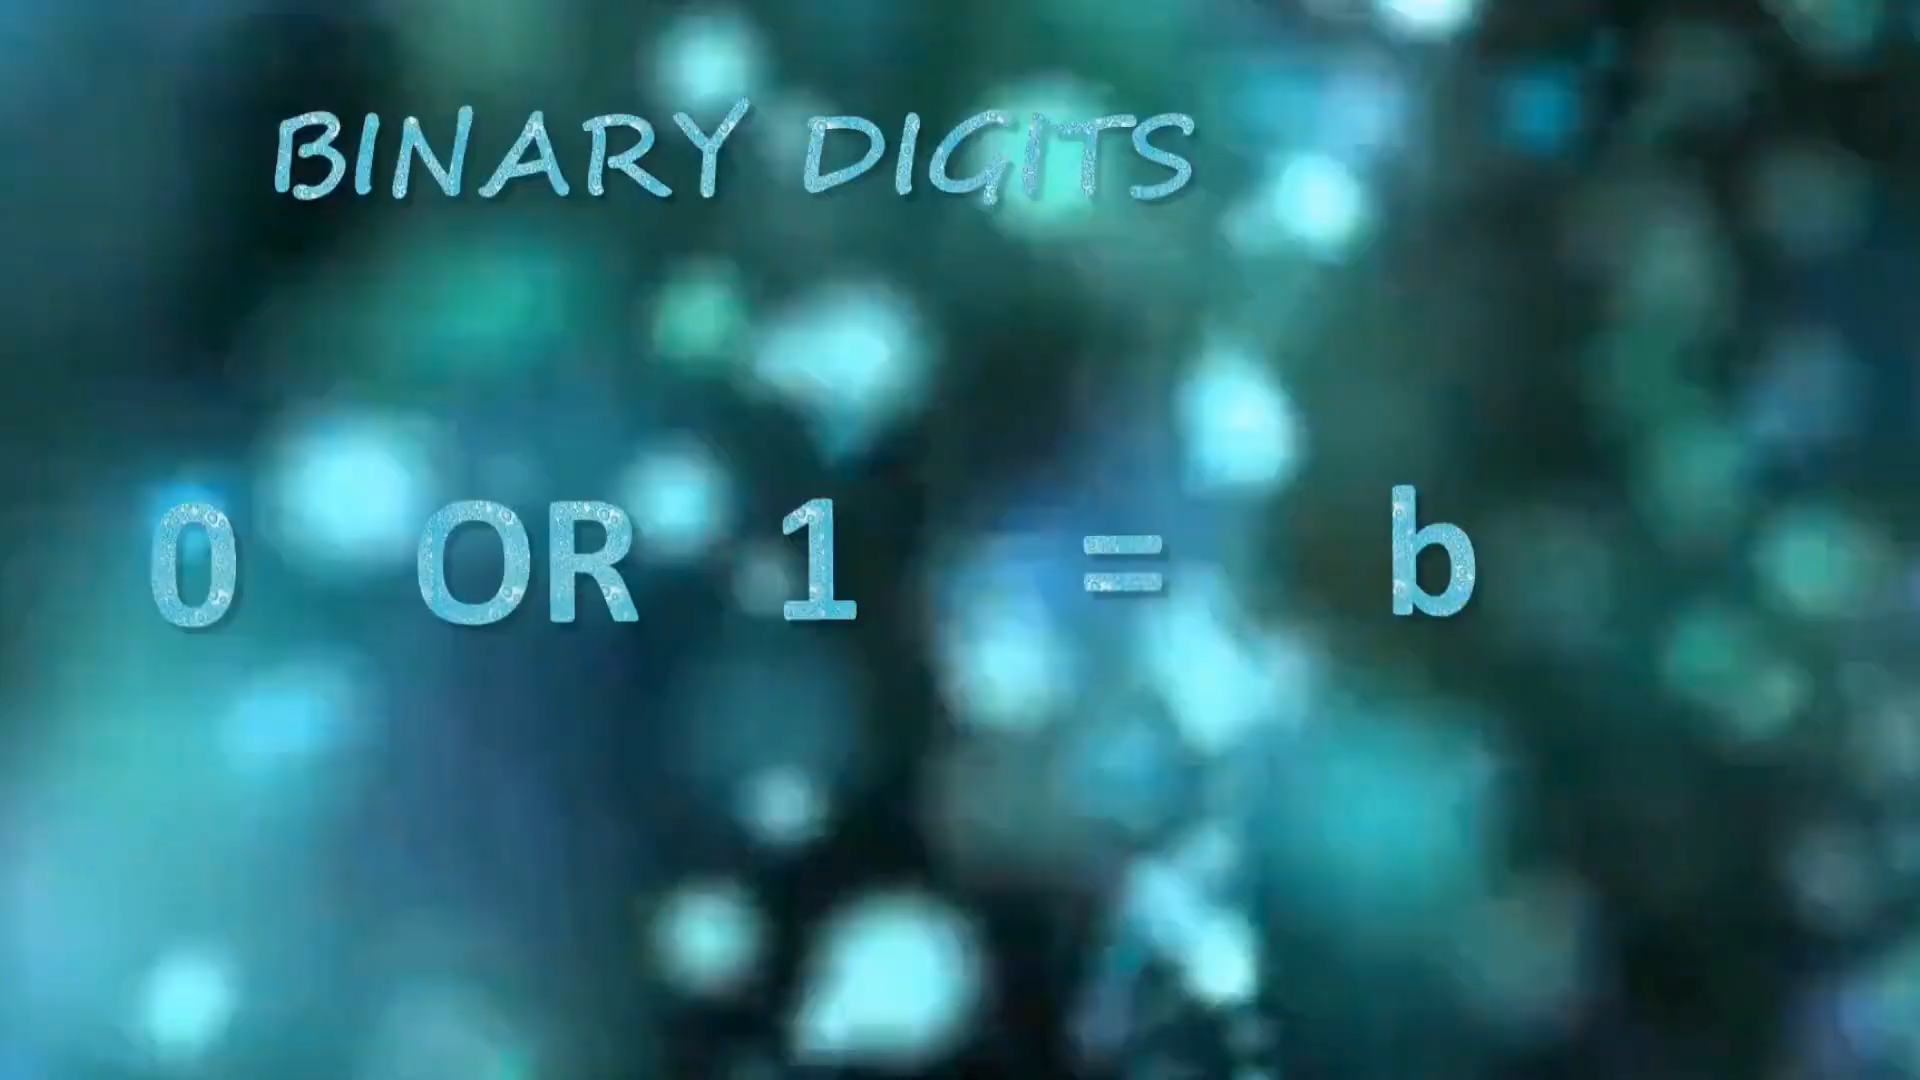 BINARY DIGITS
0 OR 1 = b